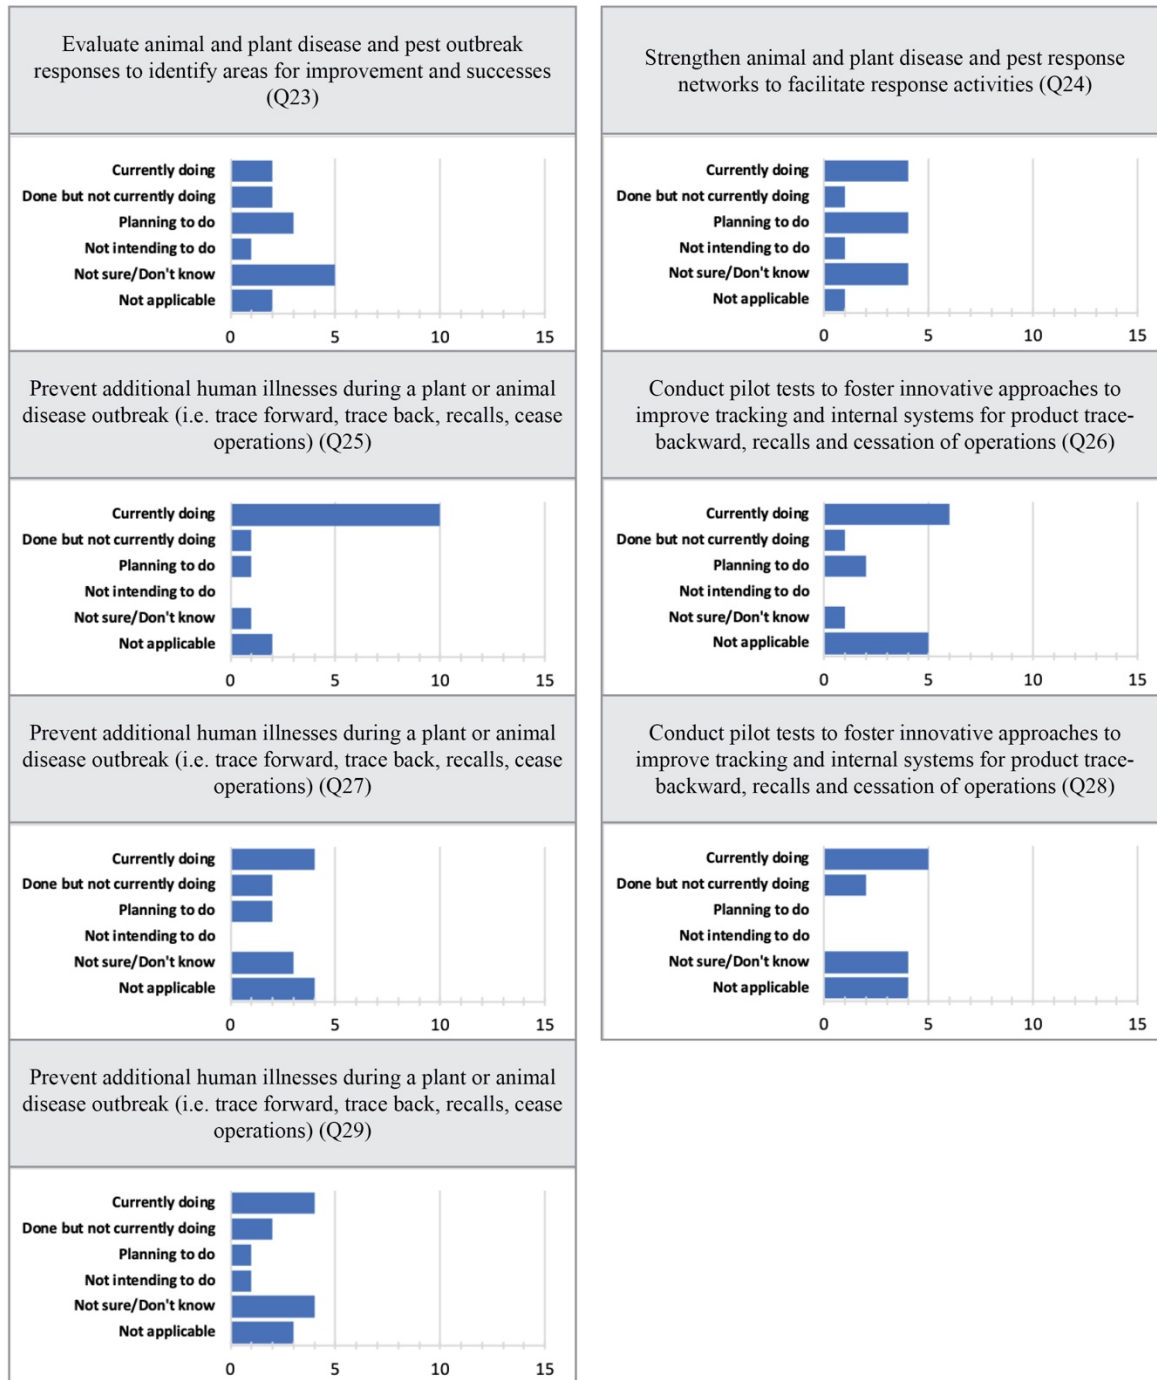 Evaluate animal and plant disease and pest outbreak
responses to identify areas for improvement and successes
(Q23)
Currently doing
Done but not currently doing
Planning to do
Not intending to do
Not sure/Don't know
Not applicable
0 5 10 15
Strengthen animal and plant disease and pest response
networks to facilitate response activities (Q24)
Currently doing
Done but not currently doing
Planning to do
Not intending to do
Not sure/Don't know
Not applicable
0 5 10 15
Prevent additional human illnesses during a plant or animal
disease outbreak (i.e. trace forward, trace back, recalls, cease
operations) (Q25)
Currently doing
Done but not currently doing
Planning to do
Not intending to do
Not sure/Don't know
Not applicable
0 5 10 15
Conduct pilot tests to foster innovative approaches to
improve tracking and internal systems for product trace-
backward, recalls and cessation of operations (Q26)
Currently doing
Done but not currently doing
Planning to do
Not intending to do
Not sure/Don't know
Not applicable
0 5 10 15
Prevent additional human illnesses during a plant or animal
disease outbreak (i.e. trace forward, trace back, recalls, cease
operations) (Q27)
Currently doing
Done but not currently doing
Planning to do
Not intending to do
Not sure/Don't know
Not applicable
0 5 10 15
Conduct pilot tests to foster innovative approaches to
improve tracking and internal systems for product trace-
backward, recalls and cessation of operations (Q28)
Currently doing
Done but not currently doing
Planning to do
Not intending to do
Not sure/Don't know
Not applicable
0 5 10 15
Prevent additional human illnesses during a plant or animal
disease outbreak (i.e. trace forward, trace back, recalls, cease
operations) (Q29)
Currently doing
Done but not currently doing
Planning to do
Not intending to do
Not sure/Don't know
Not applicable
0 5 10 15